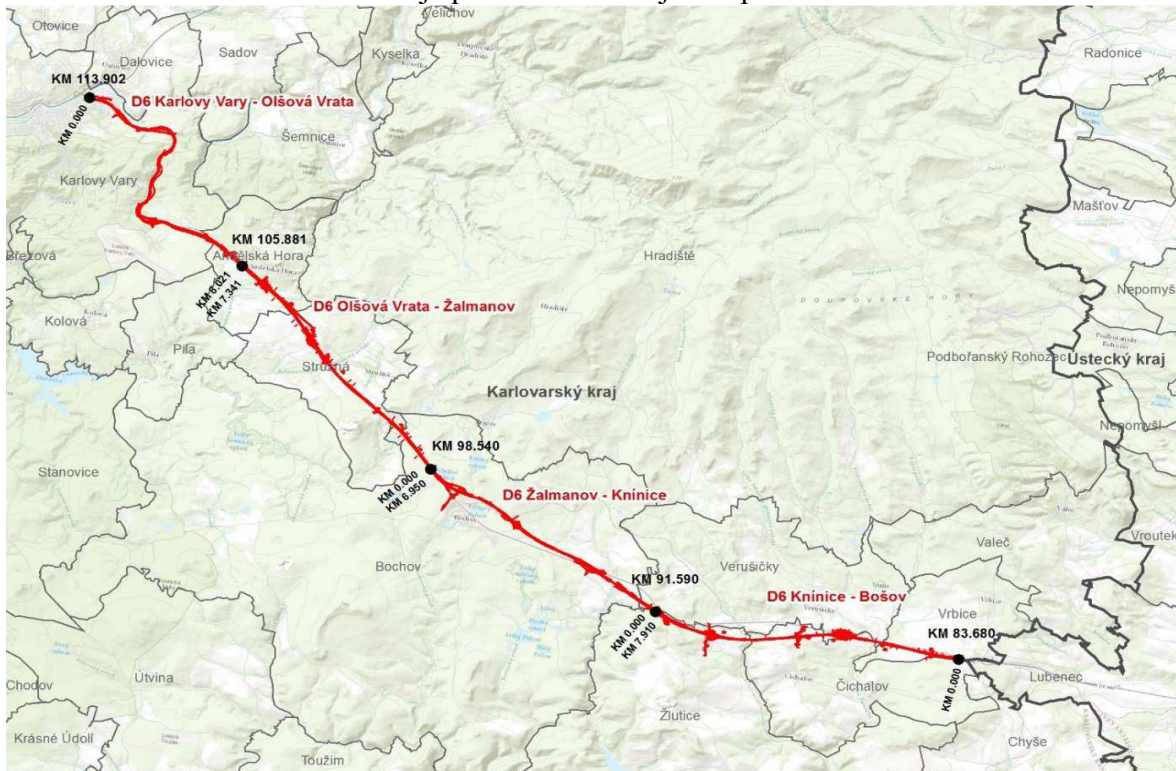 Otovice
Dalovice
Sadov
Kyselka
Velichov
Radonice
KM 113.902
D6 Karlovy Vary - Olšová Vrata
KM 0.000
Šemnice
Karlovy Vary
Mašťov
Březová
KM 105.881
Andělská Hora
Hradiště
KM 8.021
KM 7.341
Nepomyšl
DOUPOVSKÉ HORY
Kolová
D6 Olšová Vrata - Žalmanov
Pila
Stružná
Podbořanský Rohozec
Ústecký kraj
Karlovarský kraj
Nepomyšl
KM 98.540
Stanovice
KM 0.000
KM 6.950
D6 Žalmanov - Knínice
Bochov
Valeč
Vroutek
Verušičky
KM 91.590
D6 Knínice - Bošov
Vrbice
KM 0.000
KM 7.910
KM 83.680
KM 0.000
Chodov
Útvina
Čichalov
Lubenec
Žlutice
Krásné Údolí
Toužim
Chyše